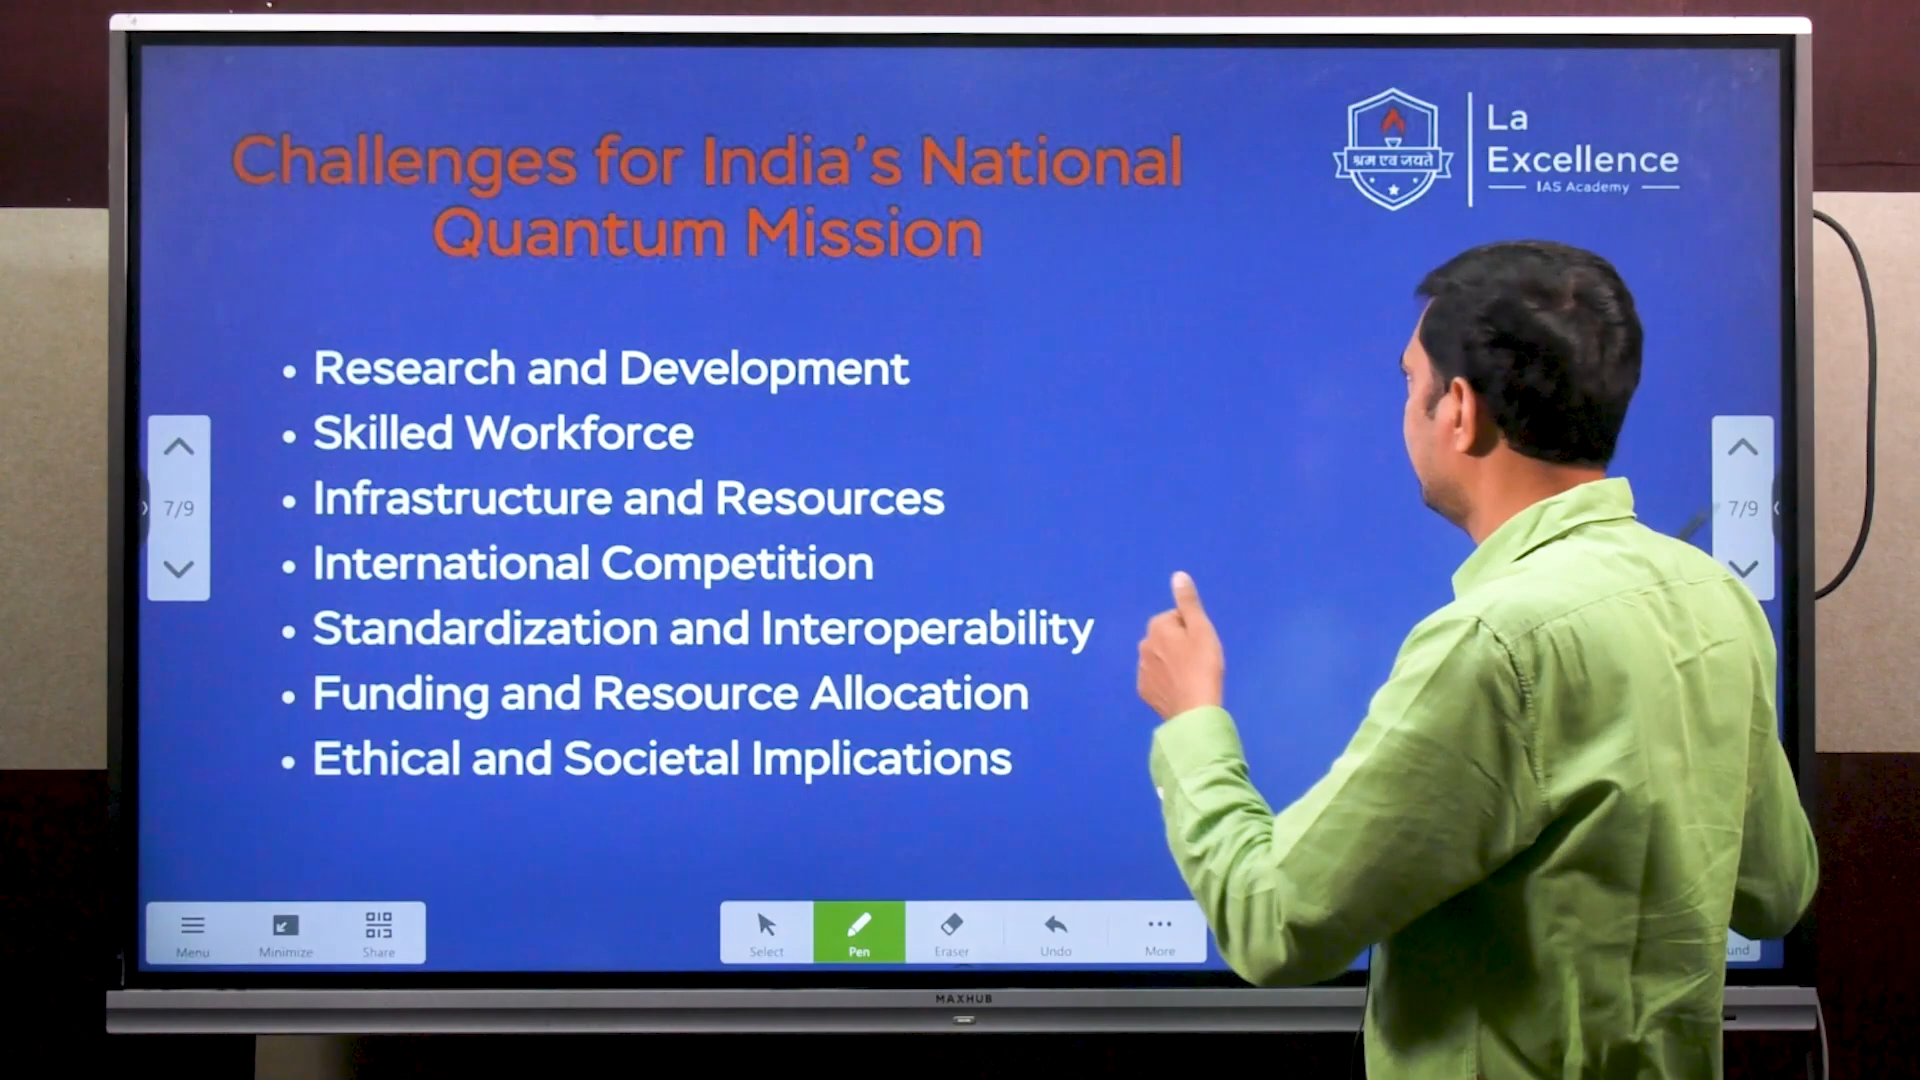 Challenges for India's National
Quantum Mission
श्रम एव जयते
La
Excellence
IAS Academy
• Research and Development
• Skilled Workforce
• Infrastructure and Resources
• International Competition
• Standardization and Interoperability
• Funding and Resource Allocation
• Ethical and Societal Implications
7/9
7/9
Menu
Minimize
Share
Select
Pen
Eraser
Undo
More
MAXHUB